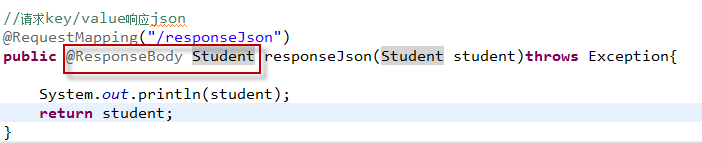 //请求key/value响应json
@RequestMapping("/responseJson")
public @ResponseBody Student responseJson(Student student)throws Exception{
System.out.println(student);
return student;
}